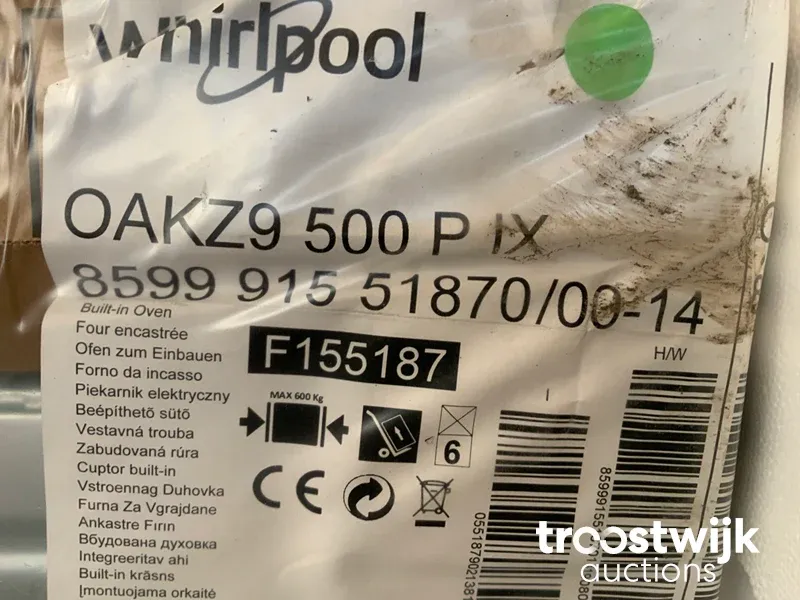 whirlpool
OAKZ9 500 P IX
8599 915 51870/00-14
Built-in Oven
Four encastrée
Ofen zum Einbauen
Forno da incasso
Piekarnik elektryczny
Beépíthető sütő
Vestavná trouba
Zabudovaná rúra
Cuptor built-in
Vstroennag Duhovka
Furna Za Vgrajdane
Ankastre Fırın
Вбудована духовка
Integreeritav ahi
Built-in krāsns
Įmontuojama orkaitė
F155187
MAX 600 Kg
6
CE
I
H/W
troostwijk
auctions